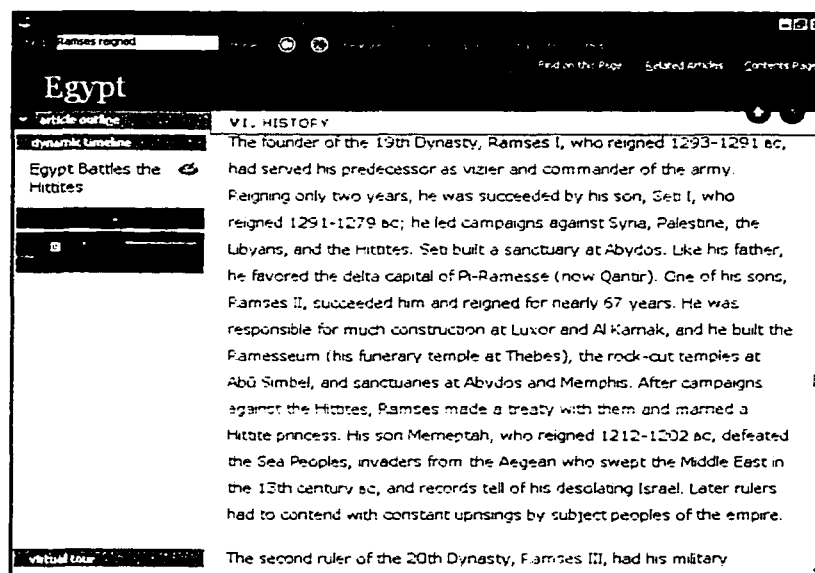 Ramses reigned
Find on this Page Related Articles Contents Page
Egypt
article outline
dynamic timeline
Egypt Battles the
Hittites
VI. HISTORY
The founder of the 19th Dynasty, Ramses I, who reigned 1293-1291 BC,
had served his predecessor as vizier and commander of the army.
Reigning only two years, he was succeeded by his son, Seti I, who
reigned 1291-1279 BC; he led campaigns against Syria, Palestine, the
Libyans, and the Hittites. Seti built a sanctuary at Abydos. Like his father,
he favored the delta capital of Pi-Ramesse (now Qantir). One of his sons,
Ramses II, succeeded him and reigned for nearly 67 years. He was
responsible for much construction at Luxor and Al Karnak, and he built the
Ramesseum (his funerary temple at Thebes), the rock-cut temples at
Abū Simbel, and sanctuaries at Abydos and Memphis. After campaigns
against the Hittites, Ramses made a treaty with them and married a
Hittite princess. His son Merneptah, who reigned 1212-1202 BC, defeated
the Sea Peoples, invaders from the Aegean who swept the Middle East in
the 13th century BC, and records tell of his desolating Israel. Later rulers
had to contend with constant uprisings by subject peoples of the empire.
virtual tour
The second ruler of the 20th Dynasty, Ramses III, had his military